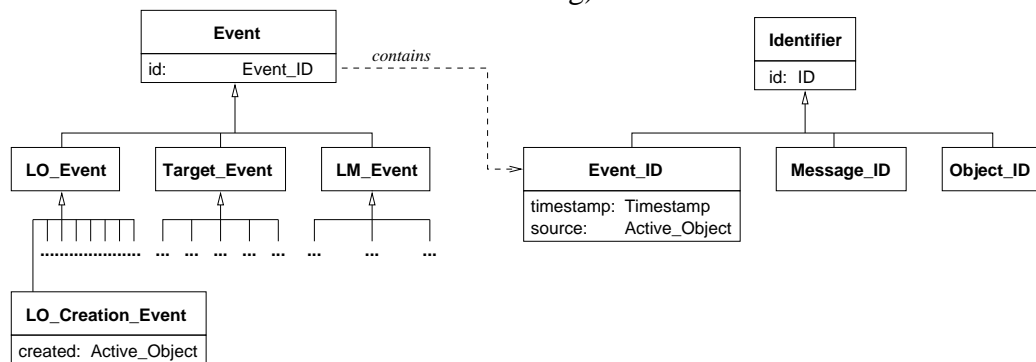 g,
Event
id: Event_ID
contains
Identifier
id: ID
LO_Event
Target_Event
LM_Event
Event_ID
timestamp: Timestamp
source: Active_Object
Message_ID
Object_ID
LO_Creation_Event
created: Active_Object